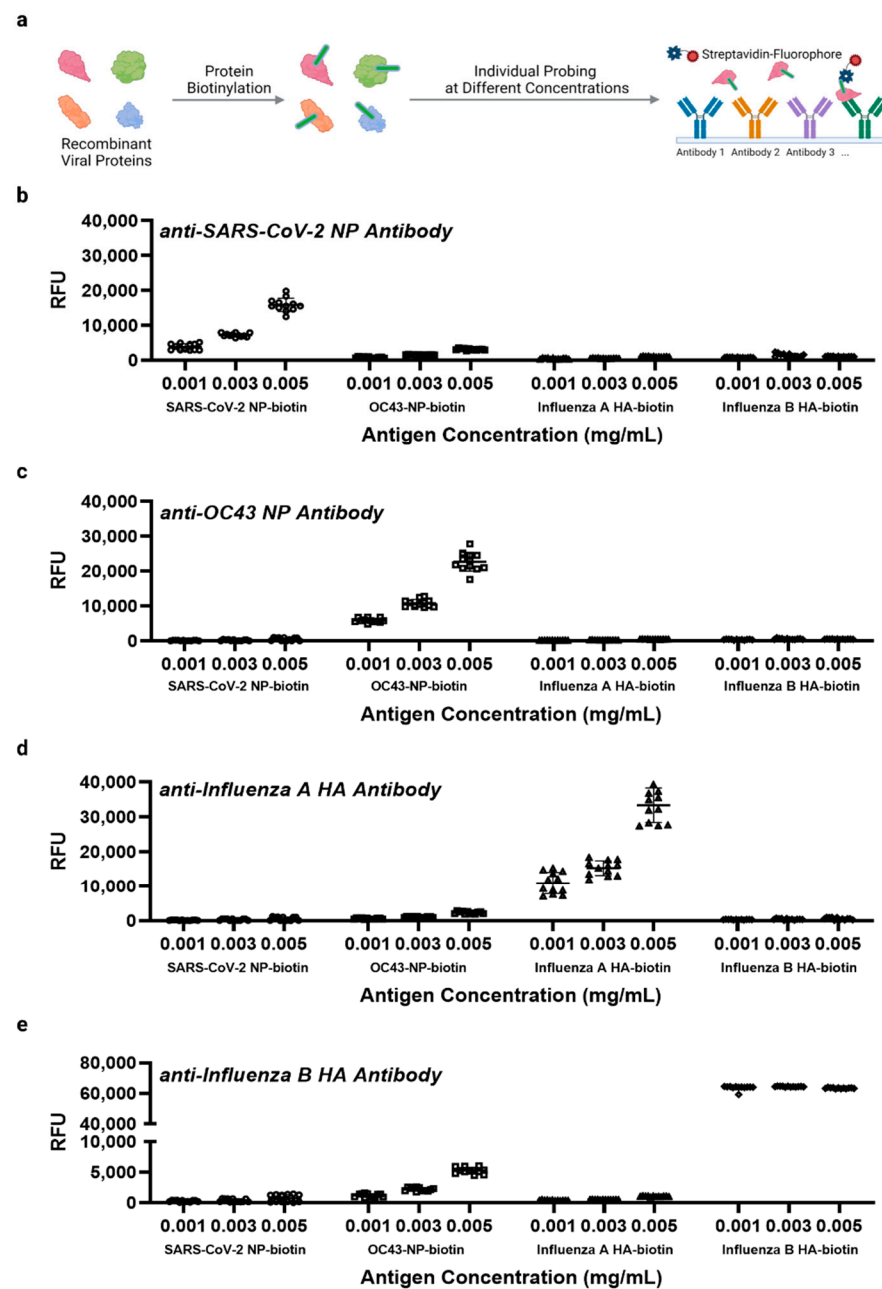 a
Protein
Biotinylation
Individual Probing
at Different Concentrations
Streptavidin-Fluorophore
Recombinant
Viral Proteins
Antibody 1 Antibody 2 Antibody 3 ...
b
anti-SARS-CoV-2 NP Antibody
RFU
40,000
30,000
20,000
10,000
0
0.001 0.003 0.005 0.001 0.003 0.005 0.001 0.003 0.005 0.001 0.003 0.005
SARS-CoV-2 NP-biotin OC43-NP-biotin Influenza A HA-biotin Influenza B HA-biotin
Antigen Concentration (mg/mL)
c
anti-OC43 NP Antibody
RFU
40,000
30,000
20,000
10,000
0
0.001 0.003 0.005 0.001 0.003 0.005 0.001 0.003 0.005 0.001 0.003 0.005
SARS-CoV-2 NP-biotin OC43-NP-biotin Influenza A HA-biotin Influenza B HA-biotin
Antigen Concentration (mg/mL)
d
anti-Influenza A HA Antibody
RFU
40,000
30,000
20,000
10,000
0
0.001 0.003 0.005 0.001 0.003 0.005 0.001 0.003 0.005 0.001 0.003 0.005
SARS-CoV-2 NP-biotin OC43-NP-biotin Influenza A HA-biotin Influenza B HA-biotin
Antigen Concentration (mg/mL)
e
anti-Influenza B HA Antibody
RFU
80,000
60,000
40,000
10,000
5,000
0
0.001 0.003 0.005 0.001 0.003 0.005 0.001 0.003 0.005 0.001 0.003 0.005
SARS-CoV-2 NP-biotin OC43-NP-biotin Influenza A HA-biotin Influenza B HA-biotin
Antigen Concentration (mg/mL)